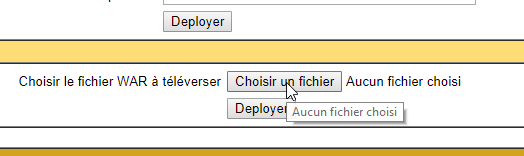 Deployer
Choisir le fichier WAR à téléverser Choisir un fichier Aucun fichier choisi
Deployer
Aucun fichier choisi